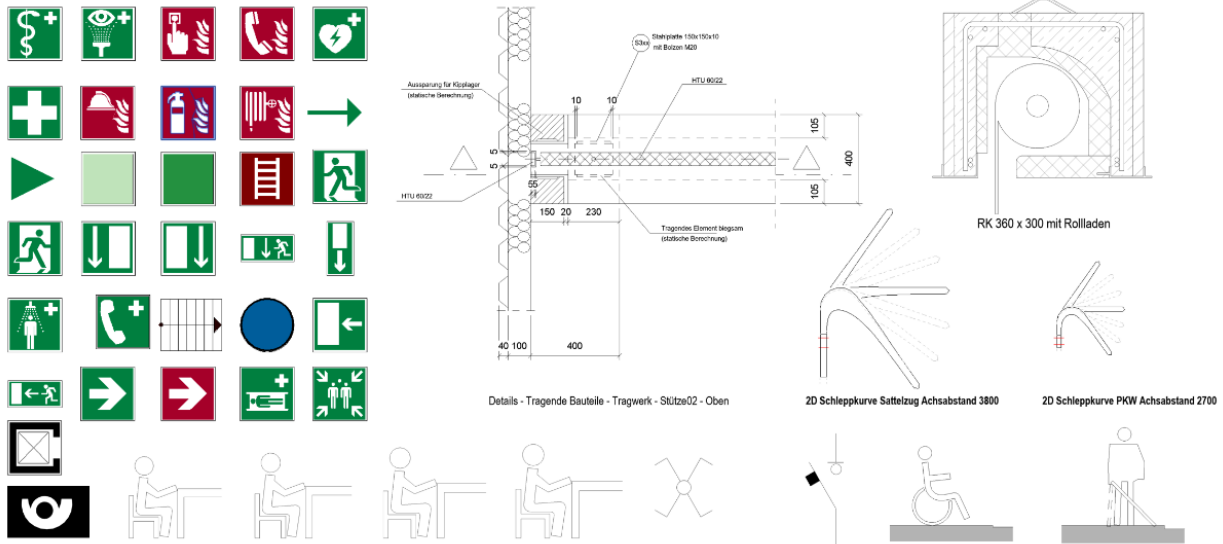 S3xx
Stahlplatte 150x150x10
mit Bolzen M20
Aussparung für Kipplager
(statische Berechnung)
HTU 60/22
10
10
105
400
105
5
5
55
HTU 60/22
150 20 230
Tragendes Element biegsam
(statische Berechnung)
40 100
400
Details - Tragende Bauteile - Tragwerk - Stütze02 - Oben
RK 360 x 300 mit Rollladen
2D Schleppkurve Sattelzug Achsabstand 3800
2D Schleppkurve PKW Achsabstand 2700